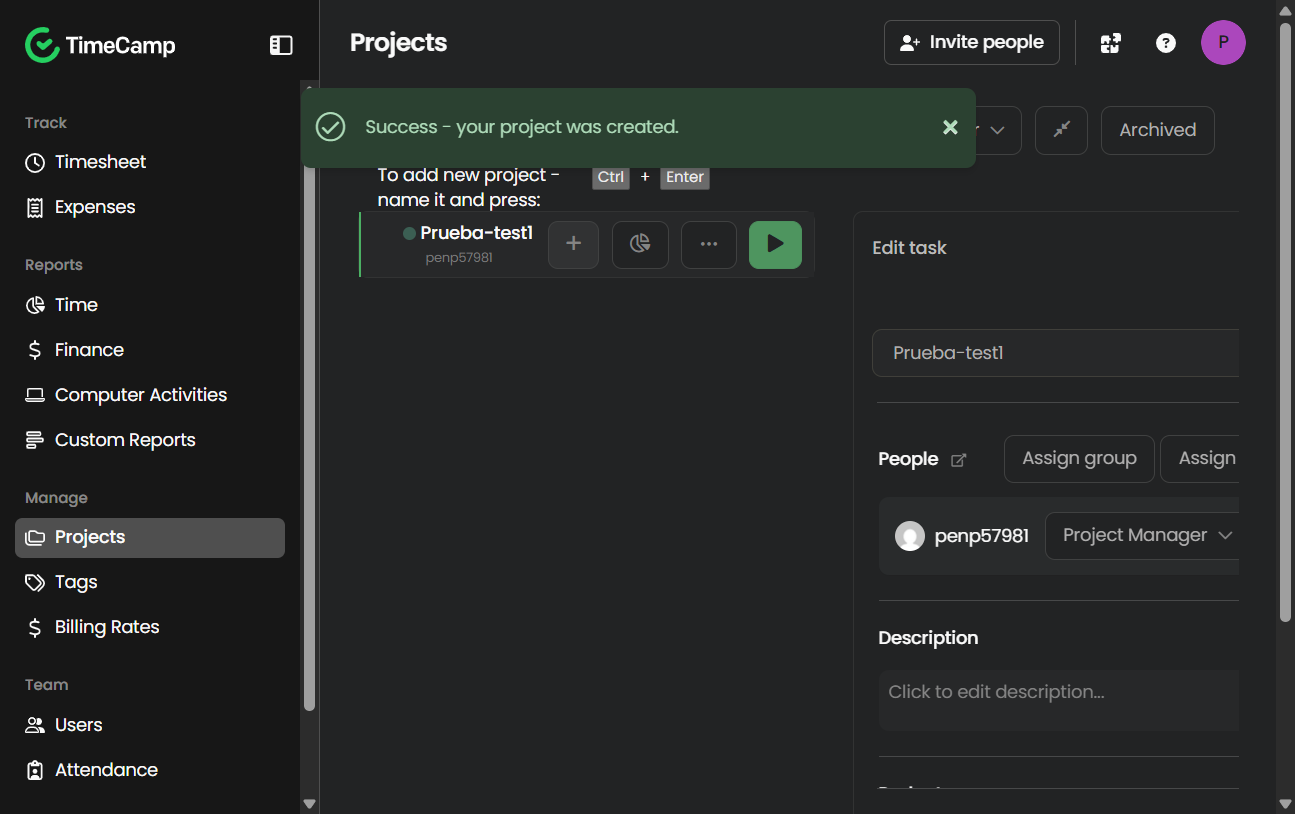 TimeCamp
Projects
Invite people
P
Track
Timesheet
Expenses
Reports
Time
Finance
Computer Activities
Custom Reports
Manage
Projects
Tags
Billing Rates
Team
Users
Attendance
Success - your project was created.
Archived
To add new project -
name it and press:
Ctrl + Enter
Prueba-test1
penp57981
Edit task
Prueba-test1
People
Assign group
Assign
penp57981
Project Manager
Description
Click to edit description...